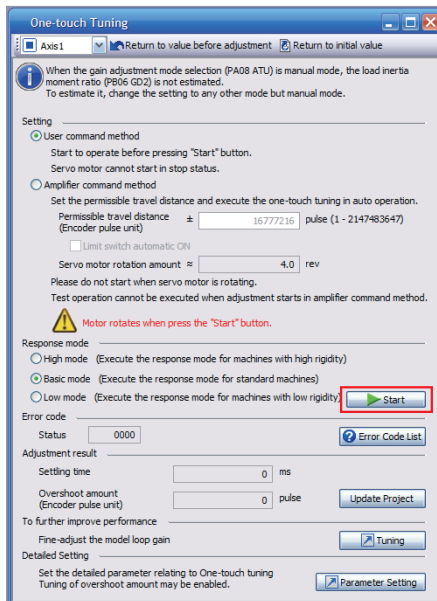 One-touch Tuning
Axis1 Return to value before adjustment Return to initial value
When the gain adjustment mode selection (PA08 ATU) is manual mode, the load inertia
moment ratio (PB06 GD2) is not estimated.
To estimate it, change the setting to any other mode but manual mode.
Setting
User command method
Start to operate before pressing "Start" button.
Servo motor cannot start in stop status.
Amplifier command method
Set the permissible travel distance and execute the one-touch tuning in auto operation.
Permissible travel distance ± 16777216 pulse (1 - 2147483647)
(Encoder pulse unit)
Limit switch automatic ON
Servo motor rotation amount ≈ 4.0 rev
Please do not start when servo motor is rotating.
Test operation cannot be executed when adjustment starts in amplifier command method.
Motor rotates when press the "Start" button.
Response mode
High mode (Execute the response mode for machines with high rigidity)
Basic mode (Execute the response mode for standard machines)
Low mode (Execute the response mode for machines with low rigidity) Start
Error code
Status 0000 Error Code List
Adjustment result
Settling time 0 ms
Overshoot amount 0 pulse Update Project
(Encoder pulse unit)
To further improve performance
Fine-adjust the model loop gain Tuning
Detailed Setting
Set the detailed parameter relating to One-touch tuning
Tuning of overshoot amount may be enabled. Parameter Setting